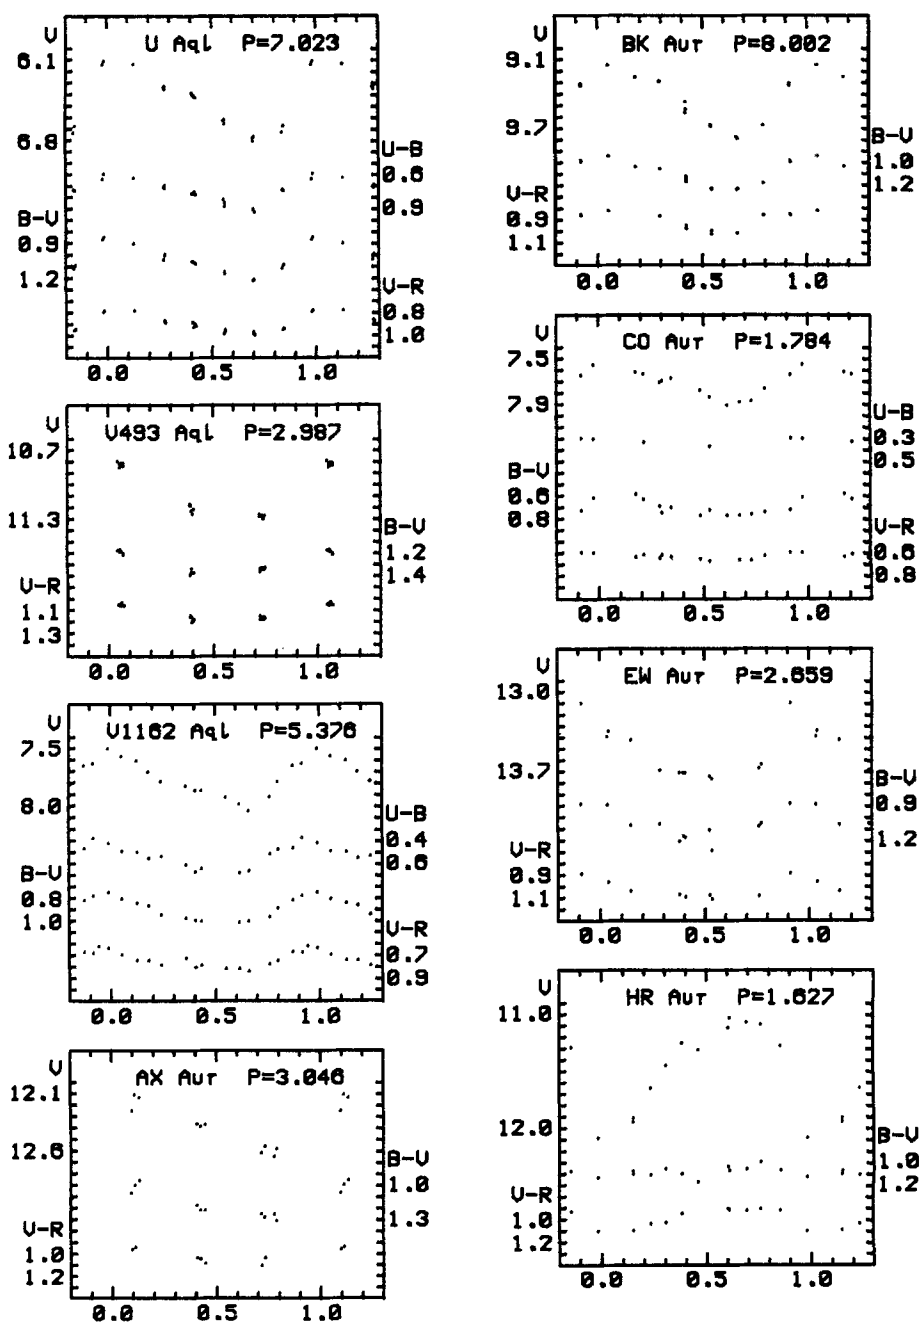 U Aql P=7.023
V
6.1
6.8
B-V
0.9
1.2
U-B
0.6
0.9
V-R
0.8
1.0
0.0 0.5 1.0
V493 Aql P=2.987
V
10.7
11.3
V-R
1.1
1.3
B-V
1.2
1.4
0.0 0.5 1.0
V1162 Aql P=5.376
V
7.5
8.0
B-V
0.8
1.0
U-B
0.4
0.6
V-R
0.7
0.9
0.0 0.5 1.0
AX Aur P=3.046
V
12.1
12.6
V-R
1.0
1.2
B-V
1.0
1.3
0.0 0.5 1.0
BK Aur P=8.002
V
9.1
9.7
V-R
0.9
1.1
B-V
1.0
1.2
0.0 0.5 1.0
CO Aur P=1.784
V
7.5
7.9
B-V
0.6
0.8
U-B
0.3
0.5
V-R
0.6
0.8
0.0 0.5 1.0
EW Aur P=2.659
V
13.0
13.7
V-R
0.9
1.1
B-V
0.9
1.2
0.0 0.5 1.0
HR Aur P=1.627
V
11.0
12.0
V-R
1.0
1.2
B-V
1.0
1.2
0.0 0.5 1.0